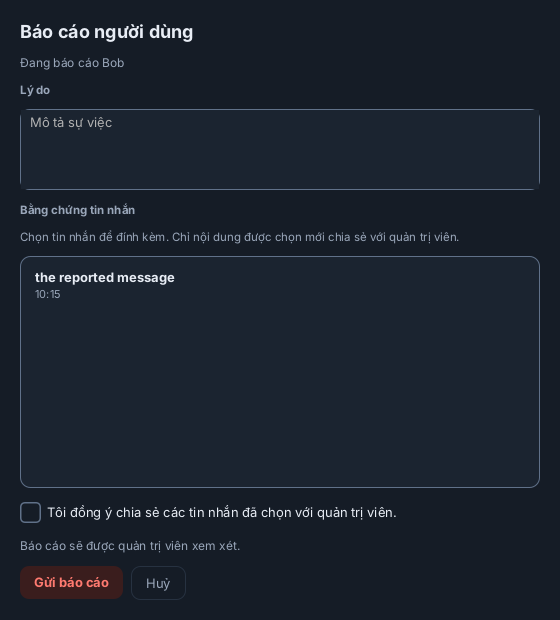 Báo cáo người dùng
Đang báo cáo Bob
Lý do
Mô tả sự việc
Bằng chứng tin nhắn
Chọn tin nhắn để đính kèm. Chỉ nội dung được chọn mới chia sẻ với quản trị viên.
the reported message
10:15
Tôi đồng ý chia sẻ các tin nhắn đã chọn với quản trị viên.
Báo cáo sẽ được quản trị viên xem xét.
Gửi báo cáo
Huỷ